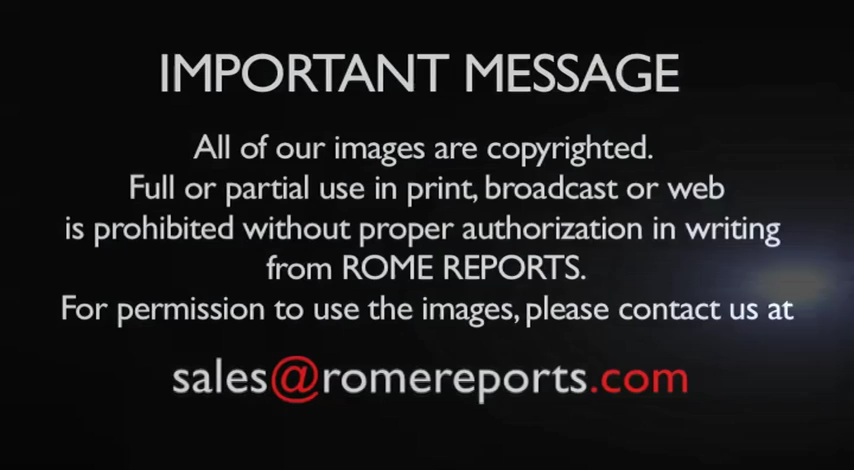 IMPORTANT MESSAGE
All of our images are copyrighted.
Full or partial use in print, broadcast or web
is prohibited without proper authorization in writing
from ROME REPORTS.
For permission to use the images, please contact us at
sales@romereports.com